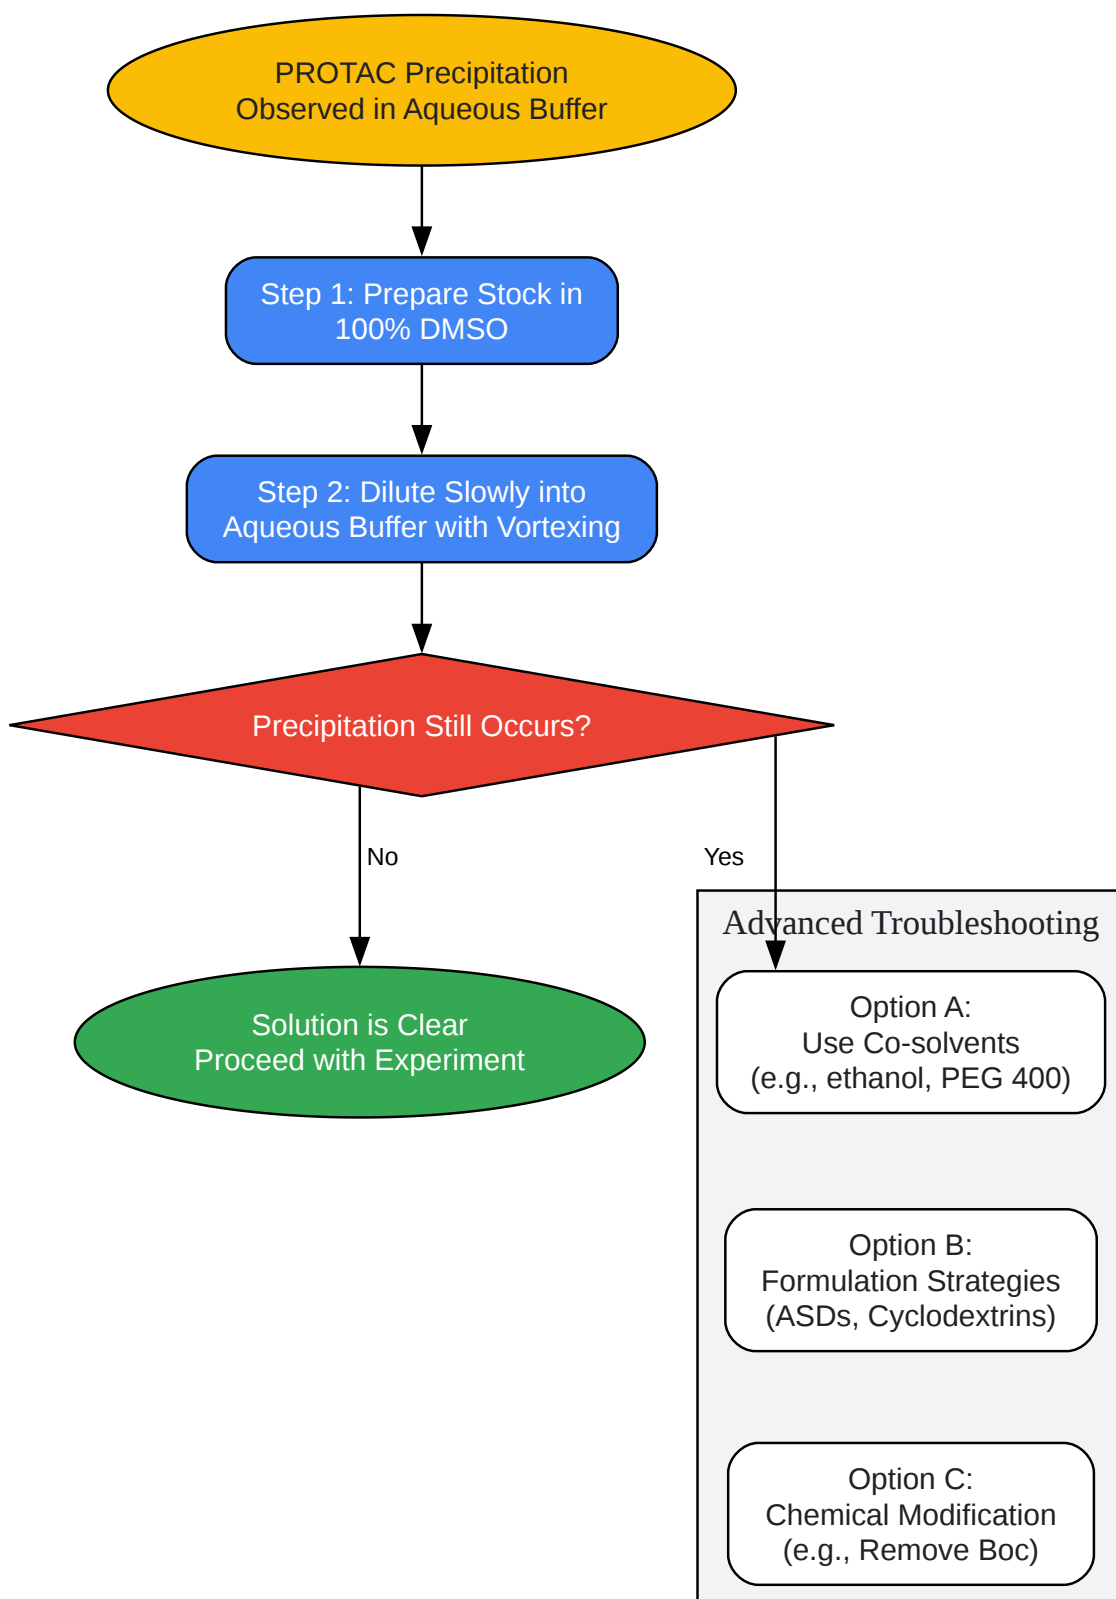 PROTAC Precipitation
Observed in Aqueous Buffer
Step 1: Prepare Stock in
100% DMSO
Step 2: Dilute Slowly into
Aqueous Buffer with Vortexing
Precipitation Still Occurs?
No
Yes
Advanced Troubleshooting
Solution is Clear
Proceed with Experiment
Option A:
Use Co-solvents
(e.g., ethanol, PEG 400)
Option B:
Formulation Strategies
(ASDs, Cyclodextrins)
Option C:
Chemical Modification
(e.g., Remove Boc)